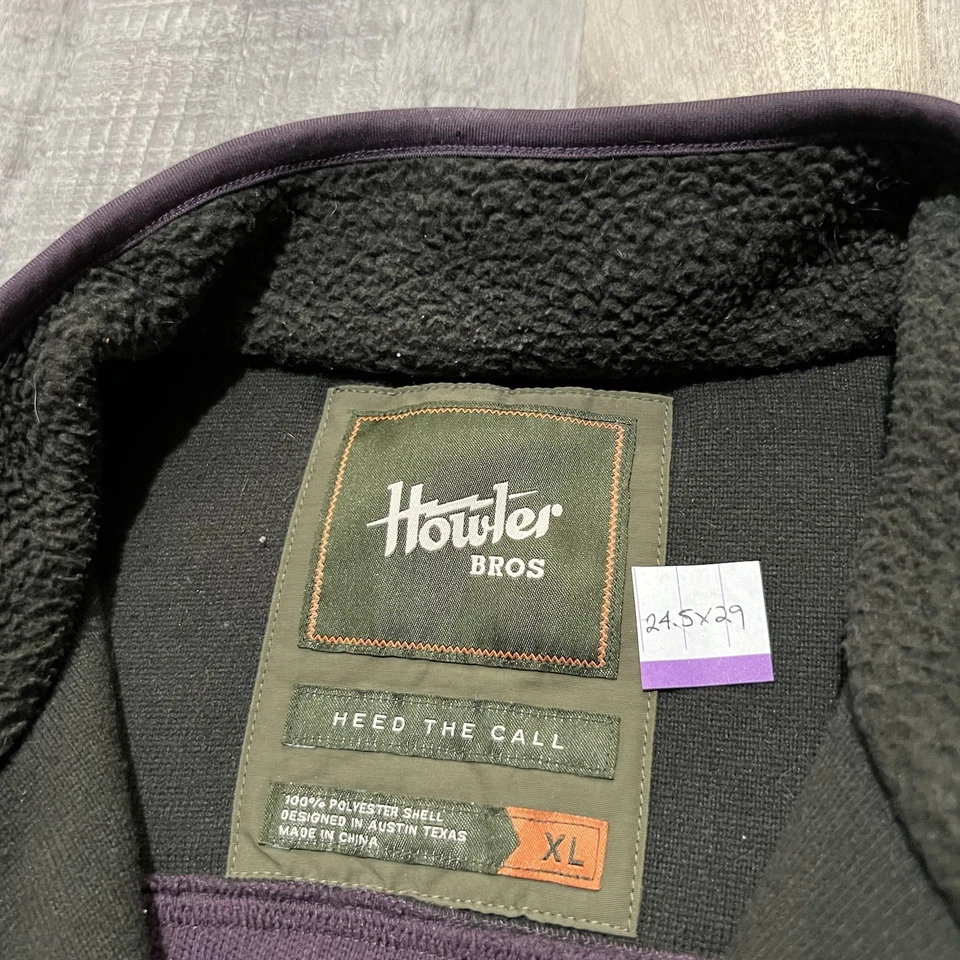 Howler
BROS
24.5x29
HEED THE CALL
100% POLYESTER SHELL
DESIGNED IN AUSTIN TEXAS
MADE IN CHINA
XL